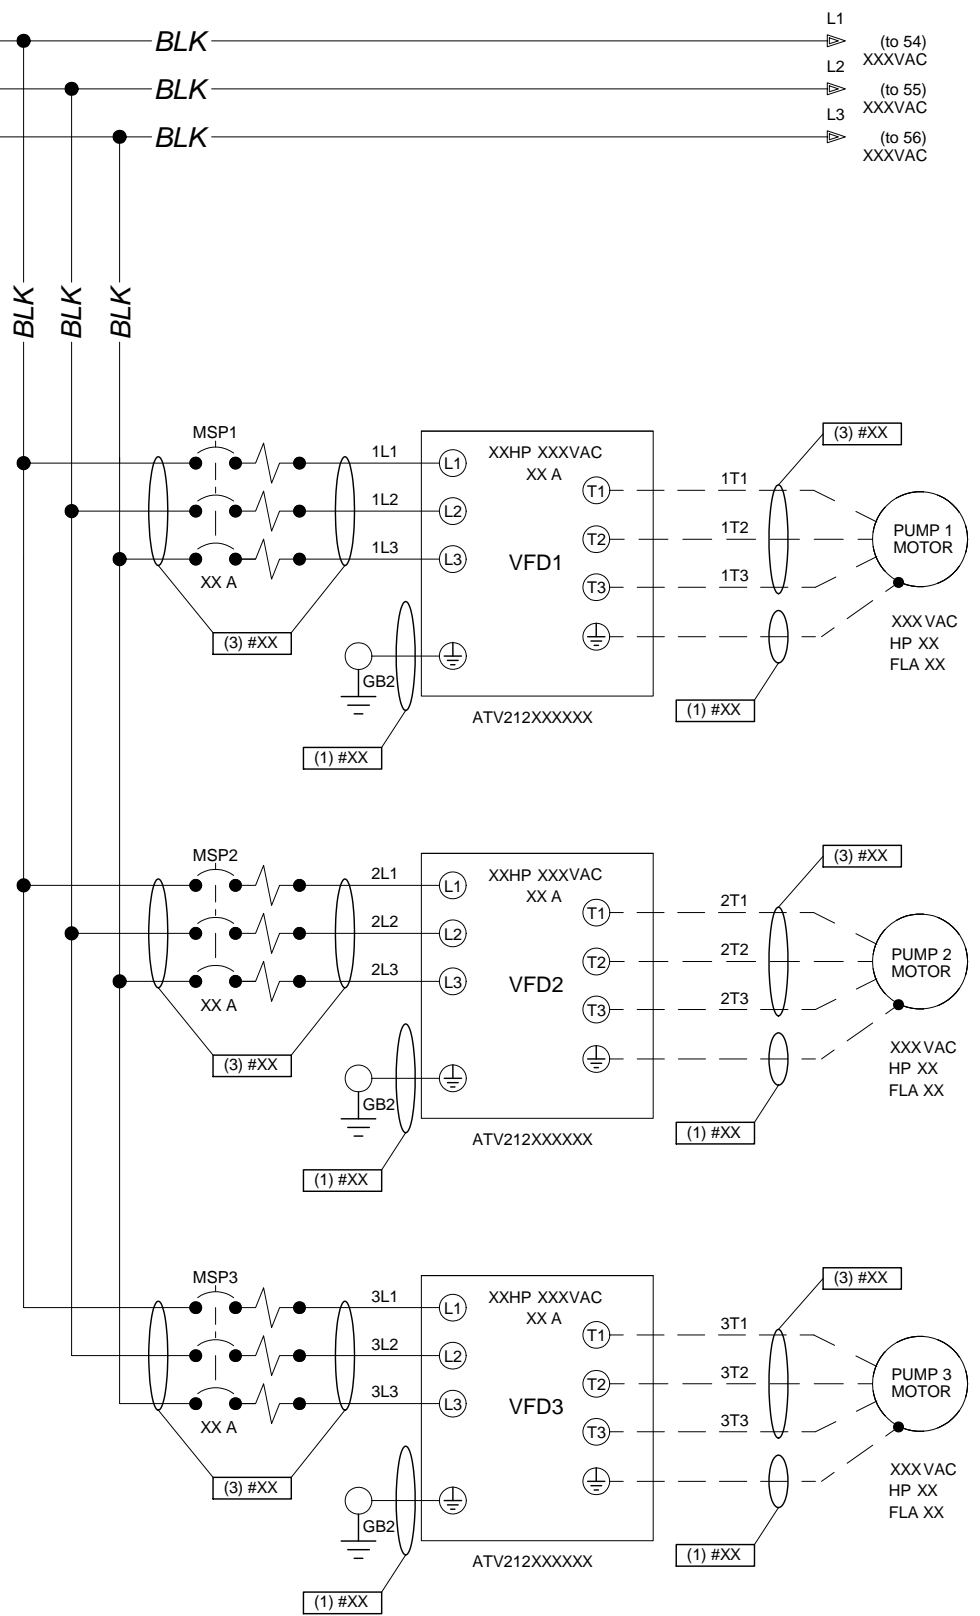 L1
BLK
(to 54)
XXXVAC
L2
BLK
(to 55)
XXXVAC
L3
BLK
(to 56)
XXXVAC
BLK
BLK
BLK
MSP1
XX A
(3) #XX
1L1
1L2
1L3
L1
L2
L3
XXHP XXXVAC
XX A
VFD1
T1
T2
T3
GB2
(1) #XX
ATV212XXXXXX
1T1
1T2
1T3
(3) #XX
(1) #XX
PUMP 1
MOTOR
XXXVAC
HP XX
FLA XX
MSP2
XX A
(3) #XX
2L1
2L2
2L3
L1
L2
L3
XXHP XXXVAC
XX A
VFD2
T1
T2
T3
GB2
(1) #XX
ATV212XXXXXX
2T1
2T2
2T3
(3) #XX
(1) #XX
PUMP 2
MOTOR
XXXVAC
HP XX
FLA XX
MSP3
XX A
(3) #XX
3L1
3L2
3L3
L1
L2
L3
XXHP XXXVAC
XX A
VFD3
T1
T2
T3
GB2
(1) #XX
ATV212XXXXXX
3T1
3T2
3T3
(3) #XX
(1) #XX
PUMP 3
MOTOR
XXXVAC
HP XX
FLA XX